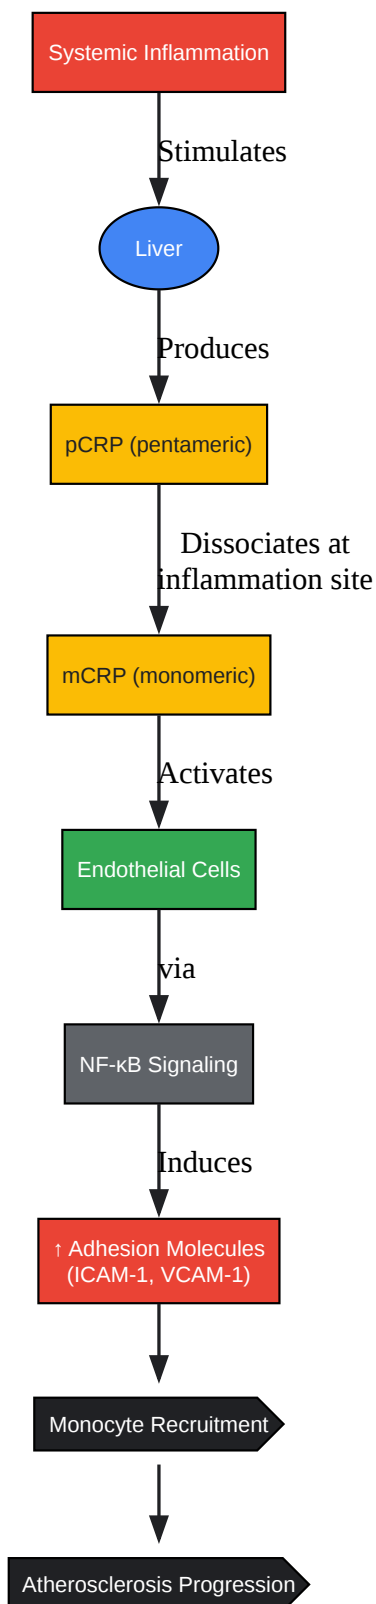 Systemic Inflammation
Stimulates
Liver
Produces
pCRP (pentameric)
Dissociates at
inflammation site
mCRP (monomeric)
Activates
Endothelial Cells
via
NF-κB Signaling
Induces
↑ Adhesion Molecules
(ICAM-1, VCAM-1)
Monocyte Recruitment
Atherosclerosis Progression